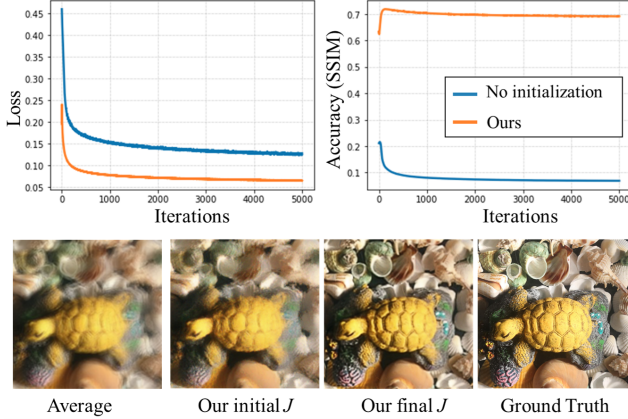 0.45
0.40
0.35
0.30
0.25
0.20
0.15
0.10
0.05
Loss
0 1000 2000 3000 4000 5000
Iterations
0.7
0.6
0.5
0.4
0.3
0.2
0.1
Accuracy (SSIM)
No initialization
Ours
0 1000 2000 3000 4000 5000
Iterations
Average
Our initial J
Our final J
Ground Truth